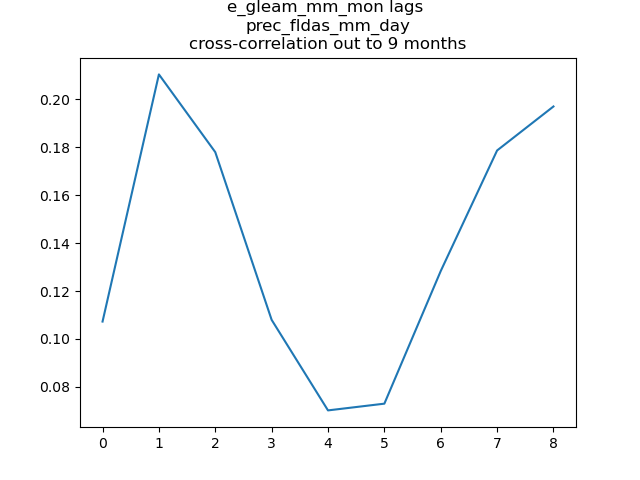 e_gleam_mm_mon lags
prec_fldas_mm_day
cross-correlation out to 9 months
0.20
0.18
0.16
0.14
0.12
0.10
0.08
0 1 2 3 4 5 6 7 8